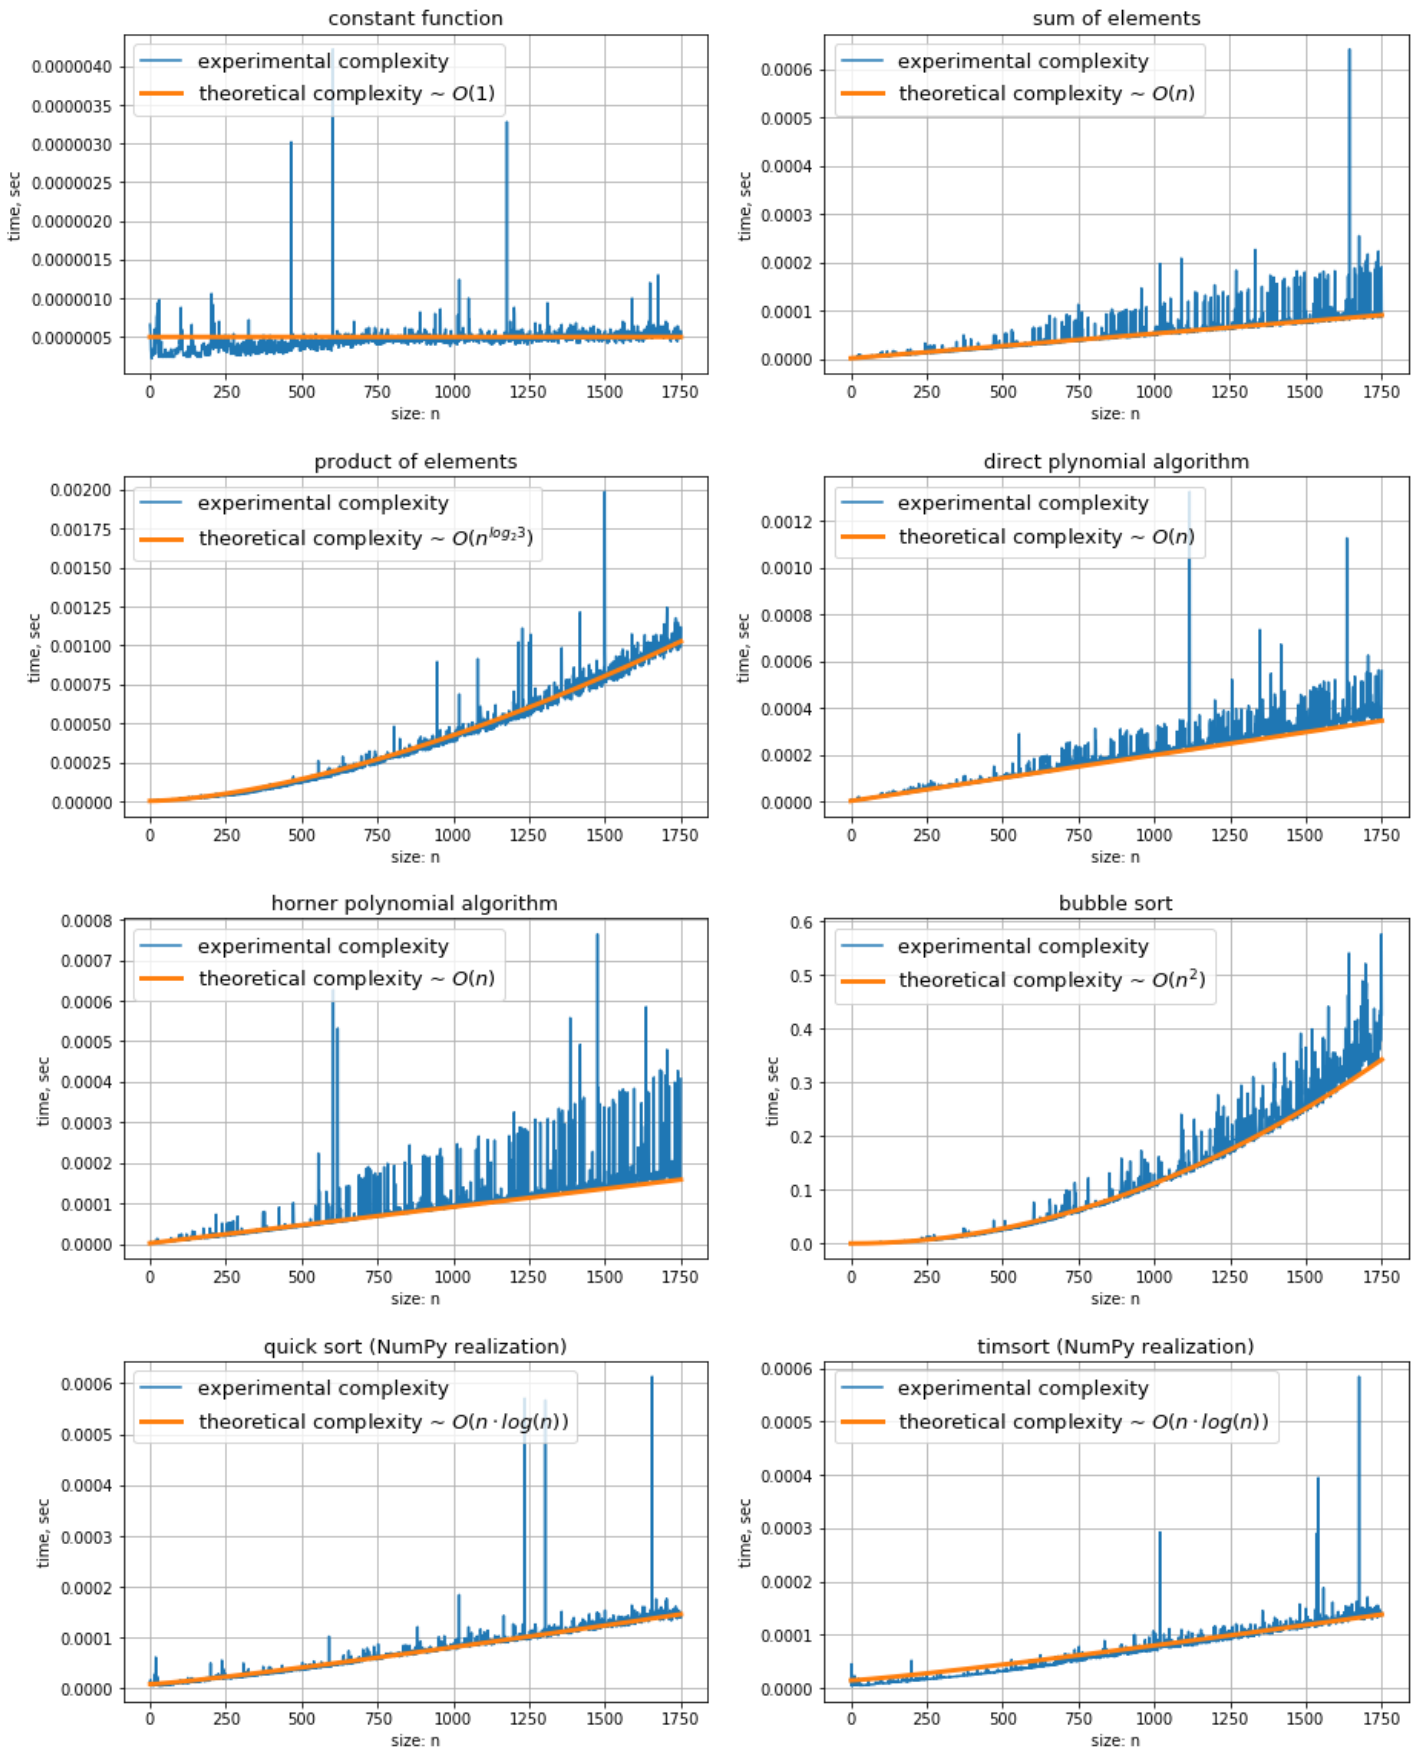 constant function
experimental complexity
theoretical complexity ~ O(1)
0.0000040
0.0000035
0.0000030
0.0000025
0.0000020
0.0000015
0.0000010
0.0000005
time, sec
0 250 500 750 1000 1250 1500 1750
size: n
sum of elements
experimental complexity
theoretical complexity ~ O(n)
0.0006
0.0005
0.0004
0.0003
0.0002
0.0001
0.0000
time, sec
0 250 500 750 1000 1250 1500 1750
size: n
product of elements
experimental complexity
theoretical complexity ~ O(n^{log_2 3})
0.00200
0.00175
0.00150
0.00125
0.00100
0.00075
0.00050
0.00025
0.00000
time, sec
0 250 500 750 1000 1250 1500 1750
size: n
direct plynomial algorithm
experimental complexity
theoretical complexity ~ O(n)
0.0012
0.0010
0.0008
0.0006
0.0004
0.0002
0.0000
time, sec
0 250 500 750 1000 1250 1500 1750
size: n
horner polynomial algorithm
experimental complexity
theoretical complexity ~ O(n)
0.0008
0.0007
0.0006
0.0005
0.0004
0.0003
0.0002
0.0001
0.0000
time, sec
0 250 500 750 1000 1250 1500 1750
size: n
bubble sort
experimental complexity
theoretical complexity ~ O(n²)
0.6
0.5
0.4
0.3
0.2
0.1
0.0
time, sec
0 250 500 750 1000 1250 1500 1750
size: n
quick sort (NumPy realization)
experimental complexity
theoretical complexity ~ O(n · log(n))
0.0006
0.0005
0.0004
0.0003
0.0002
0.0001
0.0000
time, sec
0 250 500 750 1000 1250 1500 1750
size: n
timsort (NumPy realization)
experimental complexity
theoretical complexity ~ O(n · log(n))
0.0006
0.0005
0.0004
0.0003
0.0002
0.0001
0.0000
time, sec
0 250 500 750 1000 1250 1500 1750
size: n